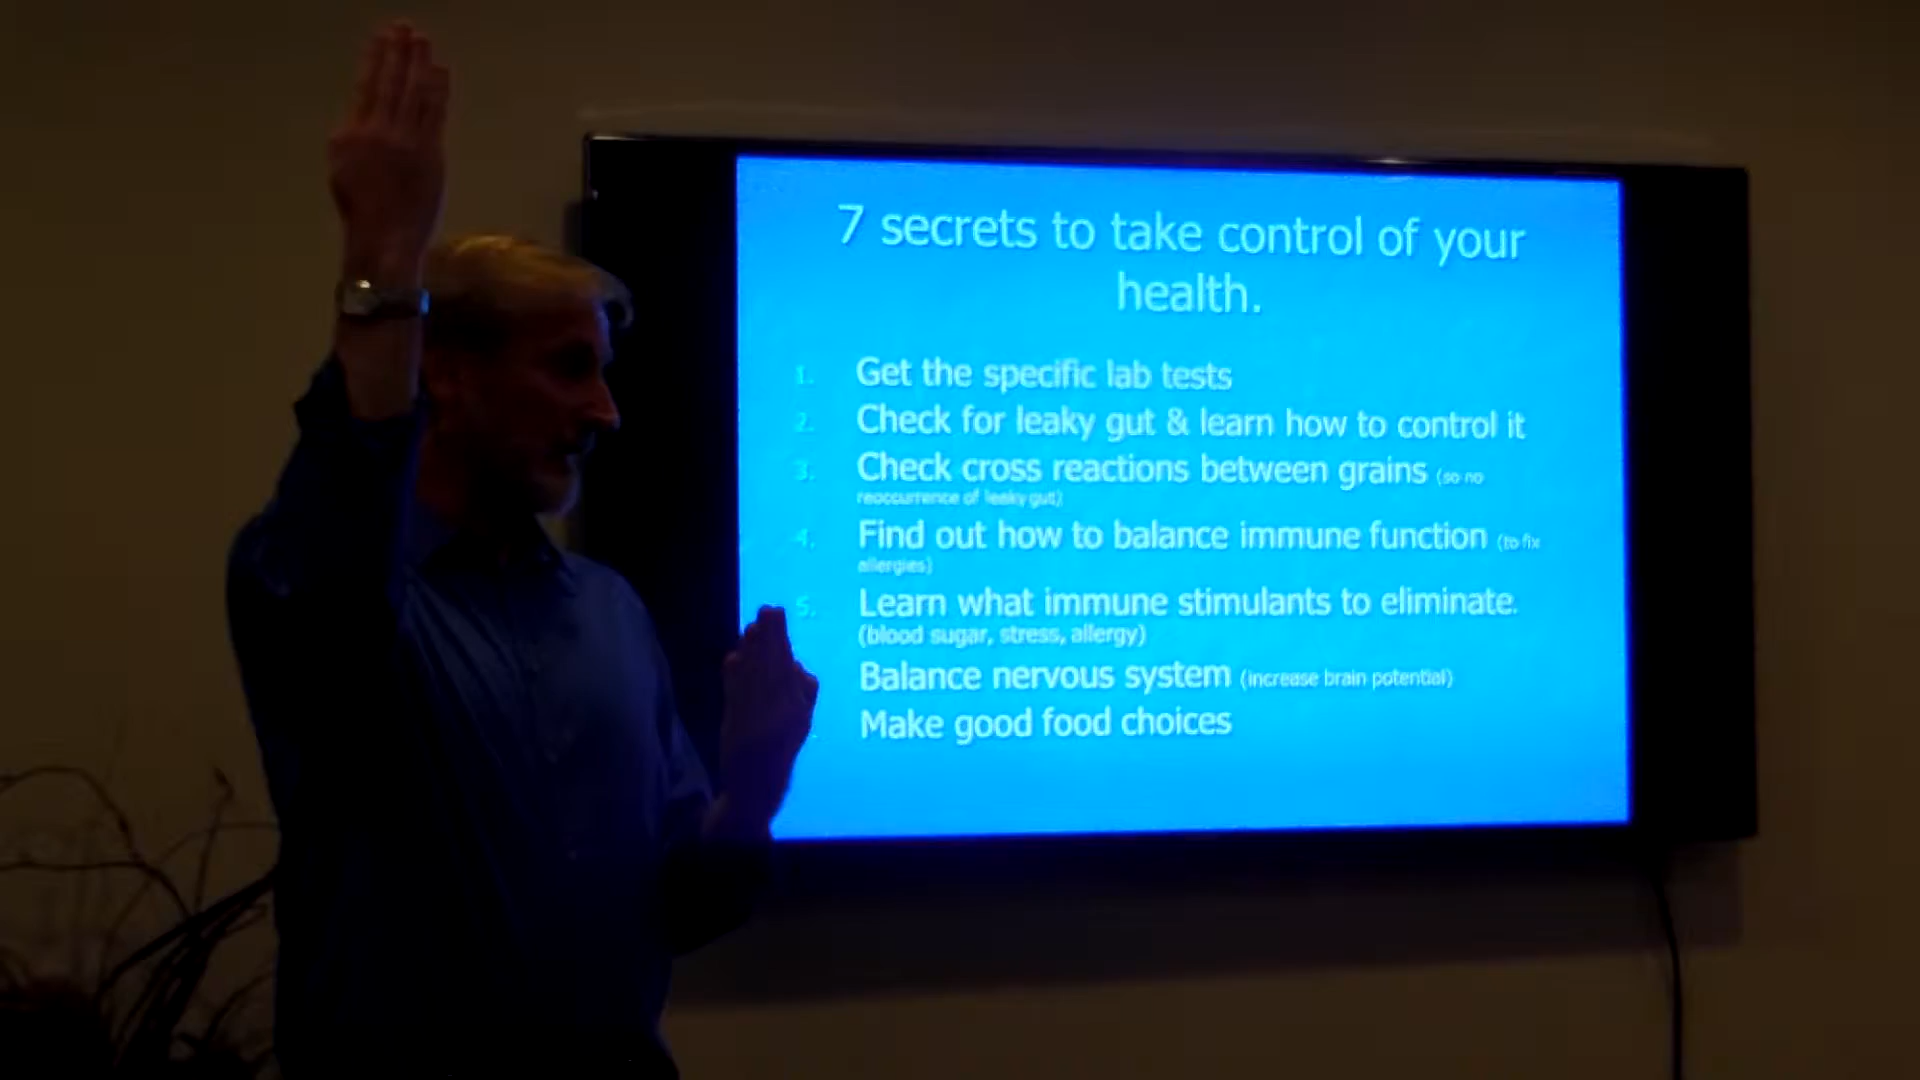 7 secrets to take control of your
health.
1. Get the specific lab tests
2. Check for leaky gut & learn how to control it
3. Check cross reactions between grains (so no
reoccurrence of leaky gut)
4. Find out how to balance immune function (to fix
allergies)
5. Learn what immune stimulants to eliminate.
(blood sugar, stress, allergy)
Balance nervous system (increase brain potential)
Make good food choices